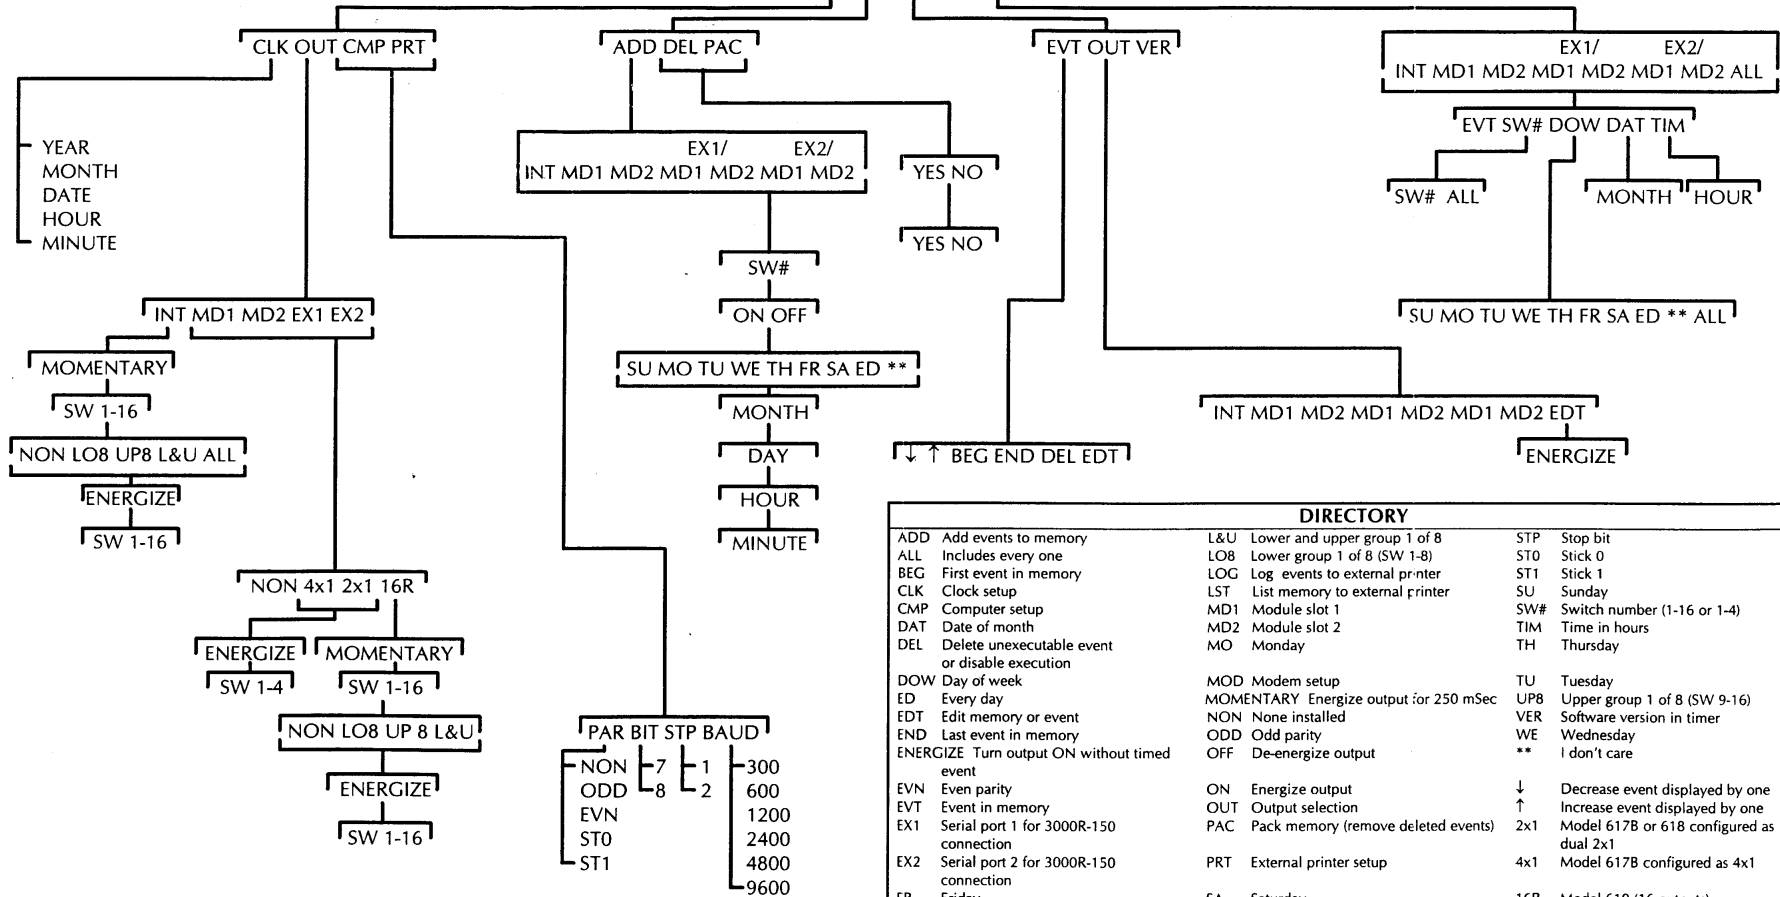 CLK OUT CMP PRT
ADD DEL PAC
EVT OUT VER
EX1/ EX2/
INT MD1 MD2 MD1 MD2 MD1 MD2 ALL
EVT SW# DOW DAT TIM
SW# ALL
MONTH
HOUR
SU MO TU WE TH FR SA ED ** ALL
YEAR
MONTH
DATE
HOUR
MINUTE
EX1/ EX2/
INT MD1 MD2 MD1 MD2 MD1 MD2
YES NO
YES NO
SW#
ON OFF
SU MO TU WE TH FR SA ED **
MONTH
DAY
HOUR
MINUTE
INT MD1 MD2 EX1 EX2
MOMENTARY
SW 1-16
NON LO8 UP8 L&U ALL
ENERGIZE
SW 1-16
NON 4x1 2x1 16R
ENERGIZE
SW 1-4
MOMENTARY
SW 1-16
NON LO8 UP 8 L&U
ENERGIZE
SW 1-16
PAR BIT STP BAUD
NON 7 1 300
ODD 8 2 600
EVN 1200
ST0 2400
ST1 4800
9600
INT MD1 MD2 MD1 MD2 MD1 MD2 EDT
ENERGIZE
↓ ↑ BEG END DEL EDT
DIRECTORY
ADD Add events to memory
ALL Includes every one
BEG First event in memory
CLK Clock setup
CMP Computer setup
DAT Date of month
DEL Delete unexecutable event
or disable execution
DOW Day of week
ED Every day
EDT Edit memory or event
END Last event in memory
ENERGIZE Turn output ON without timed
event
EVN Even parity
EVT Event in memory
EX1 Serial port 1 for 3000R-150
connection
EX2 Serial port 2 for 3000R-150
connection
FR Friday
L&U Lower and upper group 1 of 8
LO8 Lower group 1 of 8 (SW 1-8)
LOG Log events to external printer
LST List memory to external printer
MD1 Module slot 1
MD2 Module slot 2
MO Monday
MOD Modem setup
MOMENTARY Energize output for 250 mSec
NON None installed
ODD Odd parity
OFF De-energize output
ON Energize output
OUT Output selection
PAC Pack memory (remove deleted events)
PRT External printer setup
SA Saturday
STP Stop bit
ST0 Stick 0
ST1 Stick 1
SU Sunday
SW# Switch number (1-16 or 1-4)
TIM Time in hours
TH Thursday
TU Tuesday
UP8 Upper group 1 of 8 (SW 9-16)
VER Software version in timer
WE Wednesday
** I don't care
↓ Decrease event displayed by one
↑ Increase event displayed by one
2x1 Model 617B or 618 configured as
dual 2x1
4x1 Model 617B configured as 4x1
16R Model 618 (16 outputs)